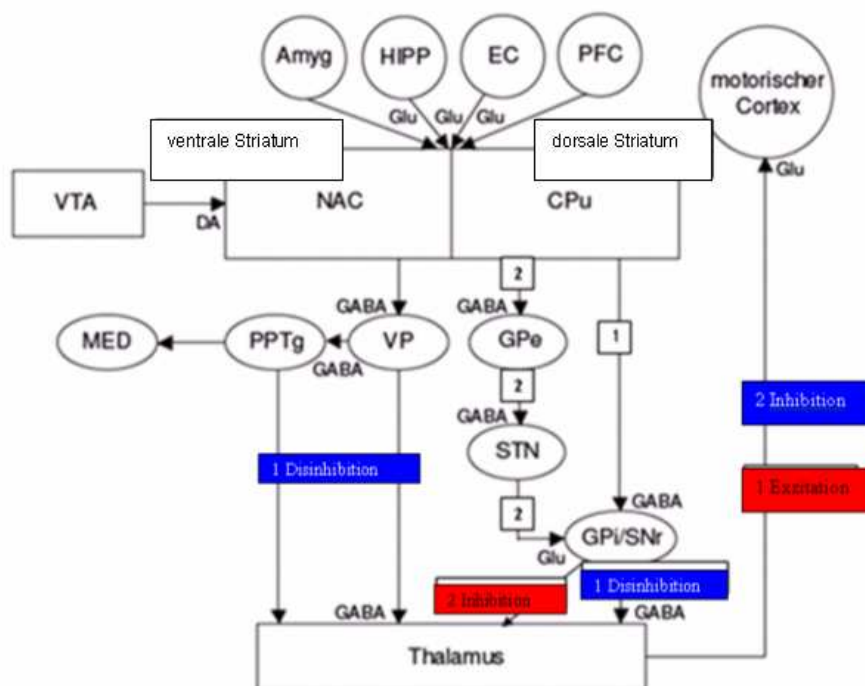 Amyg
HIPP
EC
PFC
motorischer
Cortex
Glu
Glu
Glu
Glu
Glu
ventrale Striatum
dorsale Striatum
VTA
DA
NAC
CPu
2
GABA
GABA
1
MED
PPTg
VP
GPe
GABA
2
GABA
STN
2 Inhibition
1 Disinhibition
2
1 Exzitation
GABA
Glu
GPi/SNr
2 Inhibition
1 Disinhibition
GABA
GABA
Thalamus